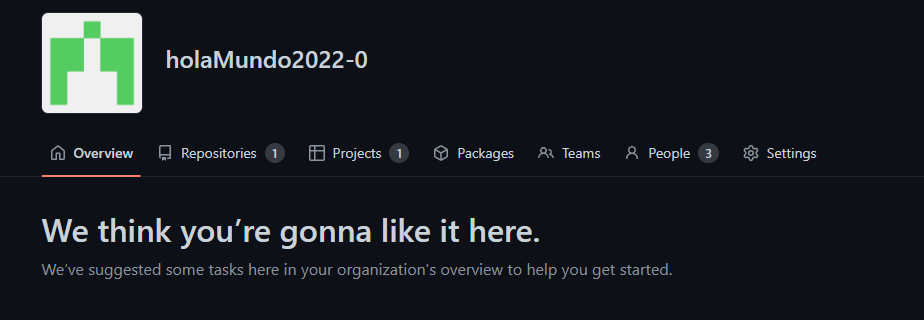 holaMundo2022-0
Overview Repositories 1 Projects 1 Packages Teams People 3 Settings
We think you’re gonna like it here.
We’ve suggested some tasks here in your organization's overview to help you get started.